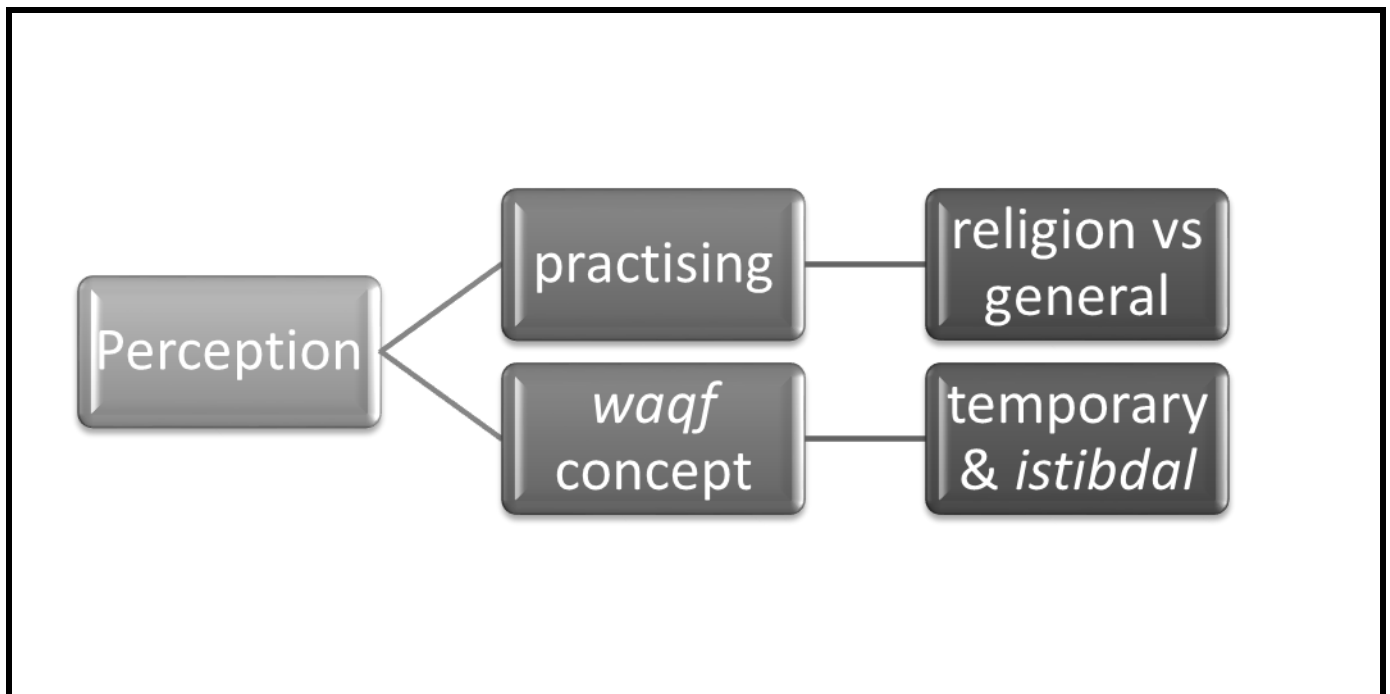 Perception
practising
religion vs
general
waqf
concept
temporary
& istibdal